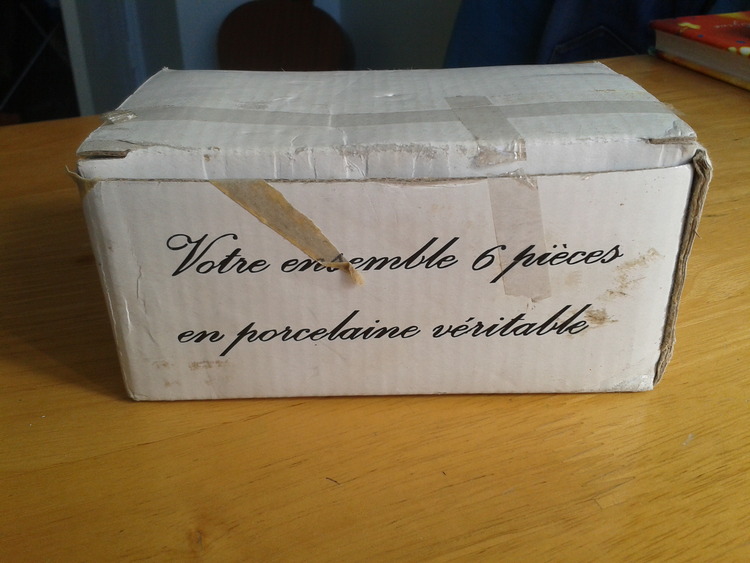 Votre ensemble 6 pièces
en porcelaine véritable